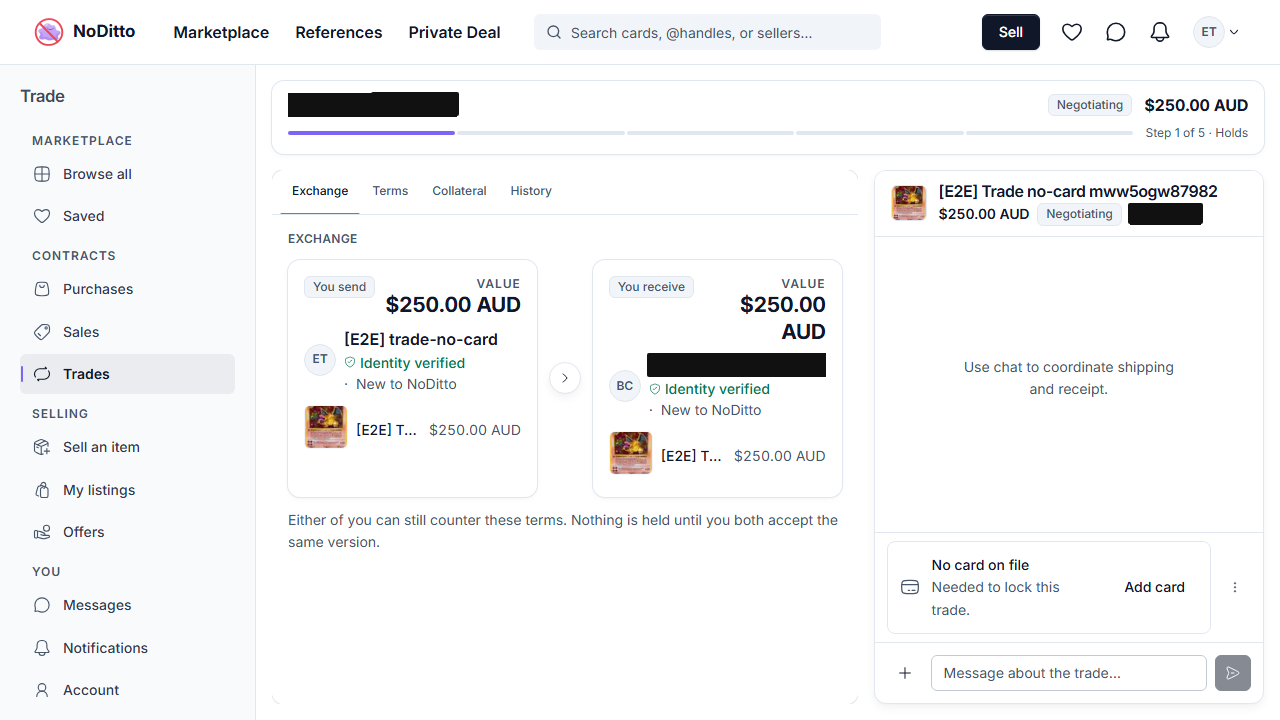 NoDitto
Marketplace
References
Private Deal
Search cards, @handles, or sellers...
Sell
ET
Trade
MARKETPLACE
Browse all
Saved
CONTRACTS
Purchases
Sales
Trades
SELLING
Sell an item
My listings
Offers
YOU
Messages
Notifications
Account
Negotiating
$250.00 AUD
Step 1 of 5 · Holds
Exchange
Terms
Collateral
History
EXCHANGE
You send
VALUE
$250.00 AUD
ET
[E2E] trade-no-card
Identity verified
· New to NoDitto
[E2E] T...
$250.00 AUD
You receive
VALUE
$250.00
AUD
BC
Identity verified
· New to NoDitto
[E2E] T...
$250.00 AUD
Either of you can still counter these terms. Nothing is held until you both accept the
same version.
[E2E] Trade no-card mww5ogw87982
$250.00 AUD
Negotiating
Use chat to coordinate shipping
and receipt.
No card on file
Needed to lock this
trade.
Add card
Message about the trade...